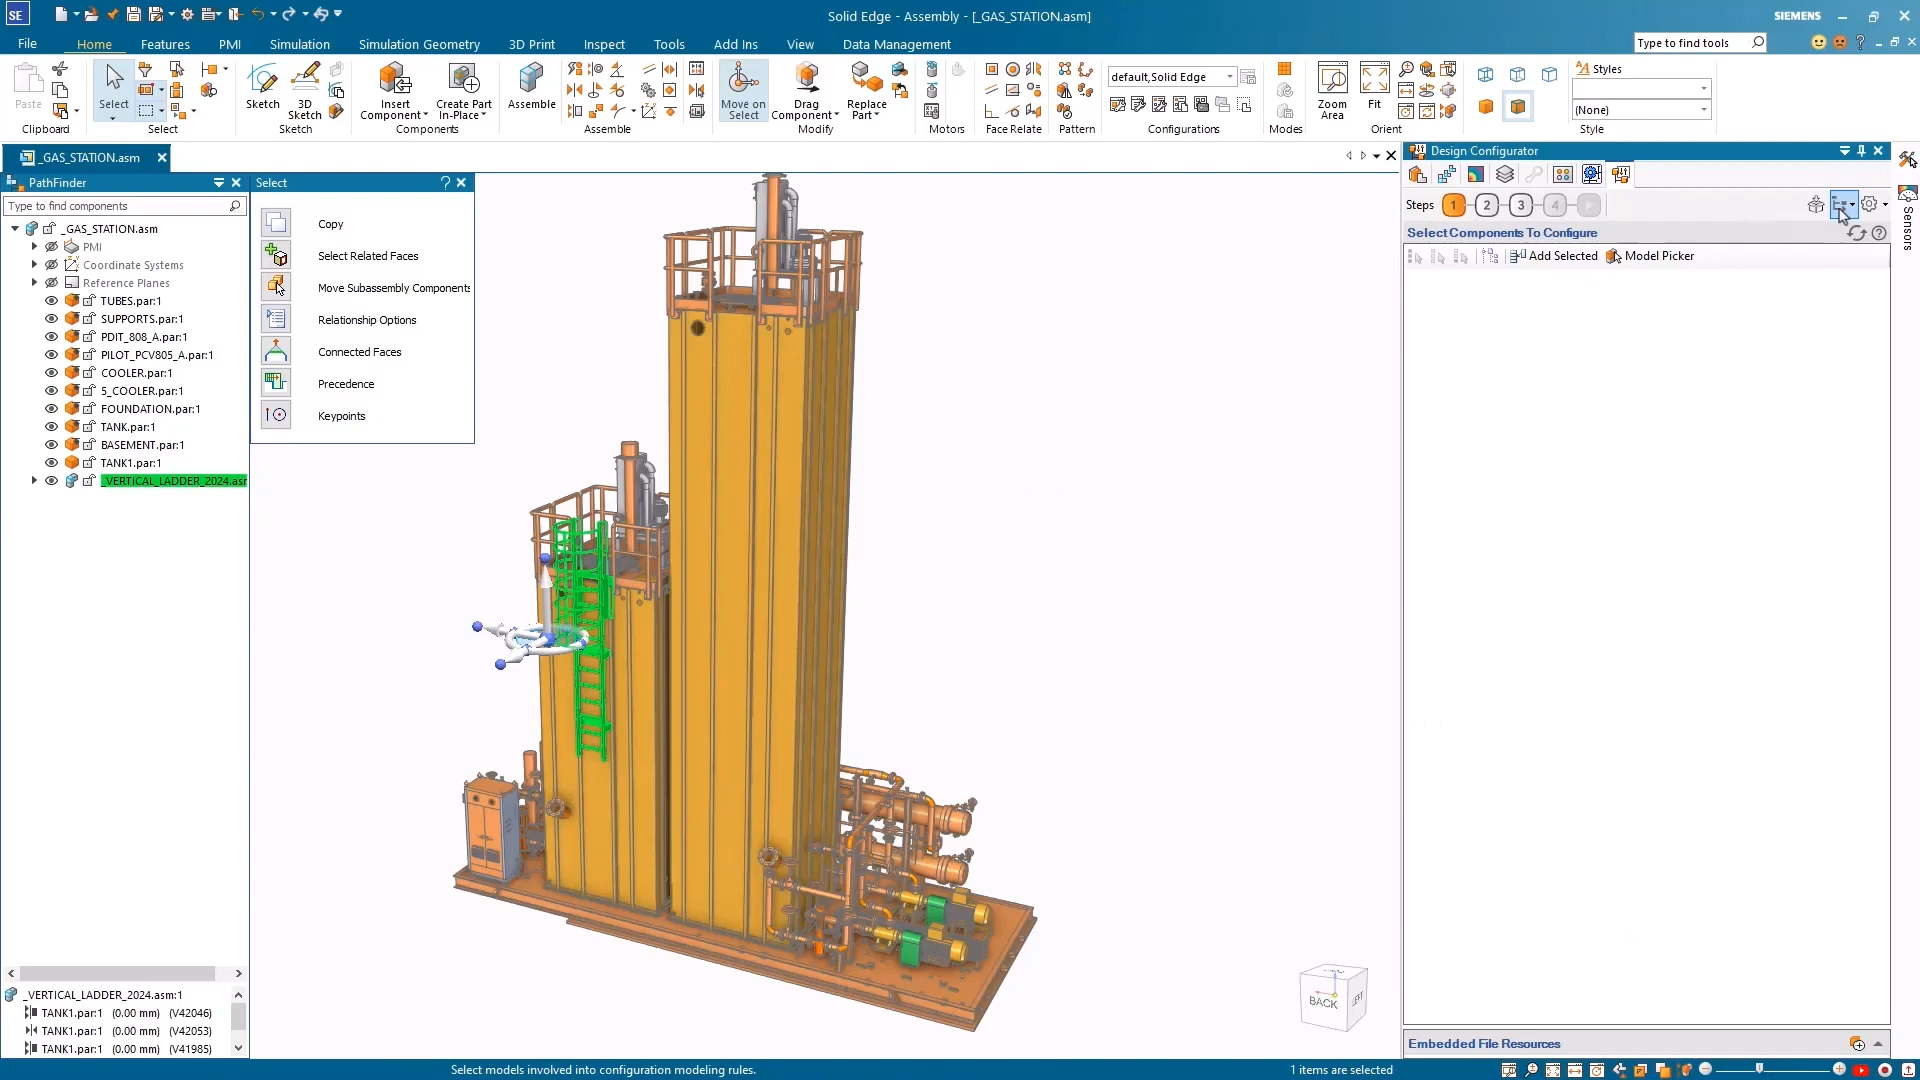 SE
Solid Edge - Assembly - [_GAS_STATION.asm]
SIEMENS
File
Home
Features
PMI
Simulation
Simulation Geometry
3D Print
Inspect
Tools
Add Ins
View
Data Management
Type to find tools
Paste
Clipboard
Select
Select
Sketch
3D
Sketch
Sketch
Insert
Component
Create Part
In-Place
Components
Assemble
Assemble
Move on
Select
Drag
Component
Replace
Part
Modify
Motors
Face Relate
Pattern
default,Solid Edge
Configurations
Modes
Zoom
Area
Fit
Orient
Styles
(None)
Style
_GAS_STATION.asm
PathFinder
Type to find components
_GAS_STATION.asm
PMI
Coordinate Systems
Reference Planes
TUBES.par:1
SUPPORTS.par:1
PDIT_808_A.par:1
PILOT_PCV805_A.par:1
COOLER.par:1
5_COOLER.par:1
FOUNDATION.par:1
TANK.par:1
BASEMENT.par:1
TANK1.par:1
_VERTICAL_LADDER_2024.asm
_VERTICAL_LADDER_2024.asm:1
TANK1.par:1 (0.00 mm) (V42046)
TANK1.par:1 (0.00 mm) (V42053)
TANK1.par:1 (0.00 mm) (V41985)
Select
Copy
Select Related Faces
Move Subassembly Components
Relationship Options
Connected Faces
Precedence
Keypoints
BACK
LEFT
Design Configurator
Steps 1 2 3 4
Select Components To Configure
Add Selected
Model Picker
Embedded File Resources
Sensors
Select models involved into configuration modeling rules.
1 items are selected